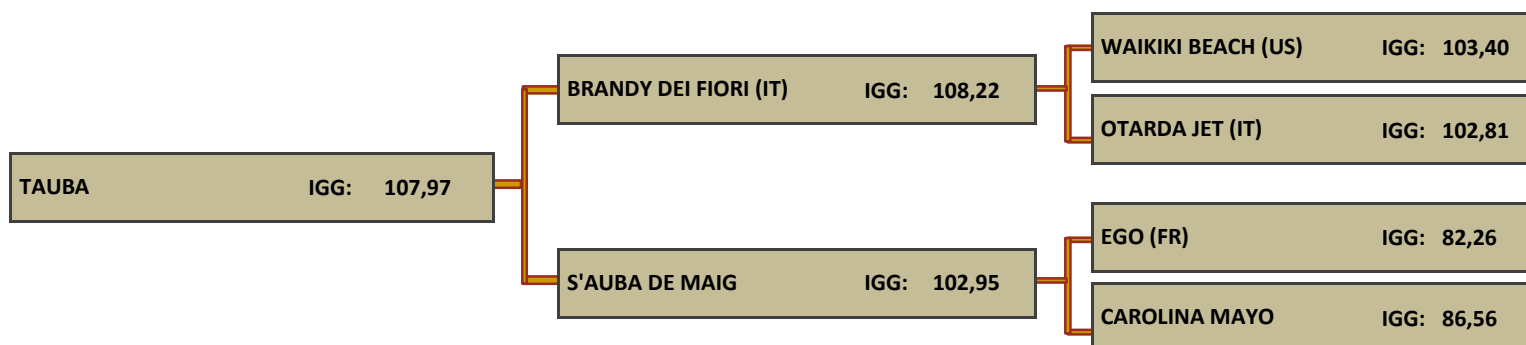 WAIKIKI BEACH (US) IGG: 103,40
BRANDY DEI FIORI (IT) IGG: 108,22
OTARDA JET (IT) IGG: 102,81
TAUBA IGG: 107,97
EGO (FR) IGG: 82,26
S'AUBA DE MAIG IGG: 102,95
CAROLINA MAYO IGG: 86,56